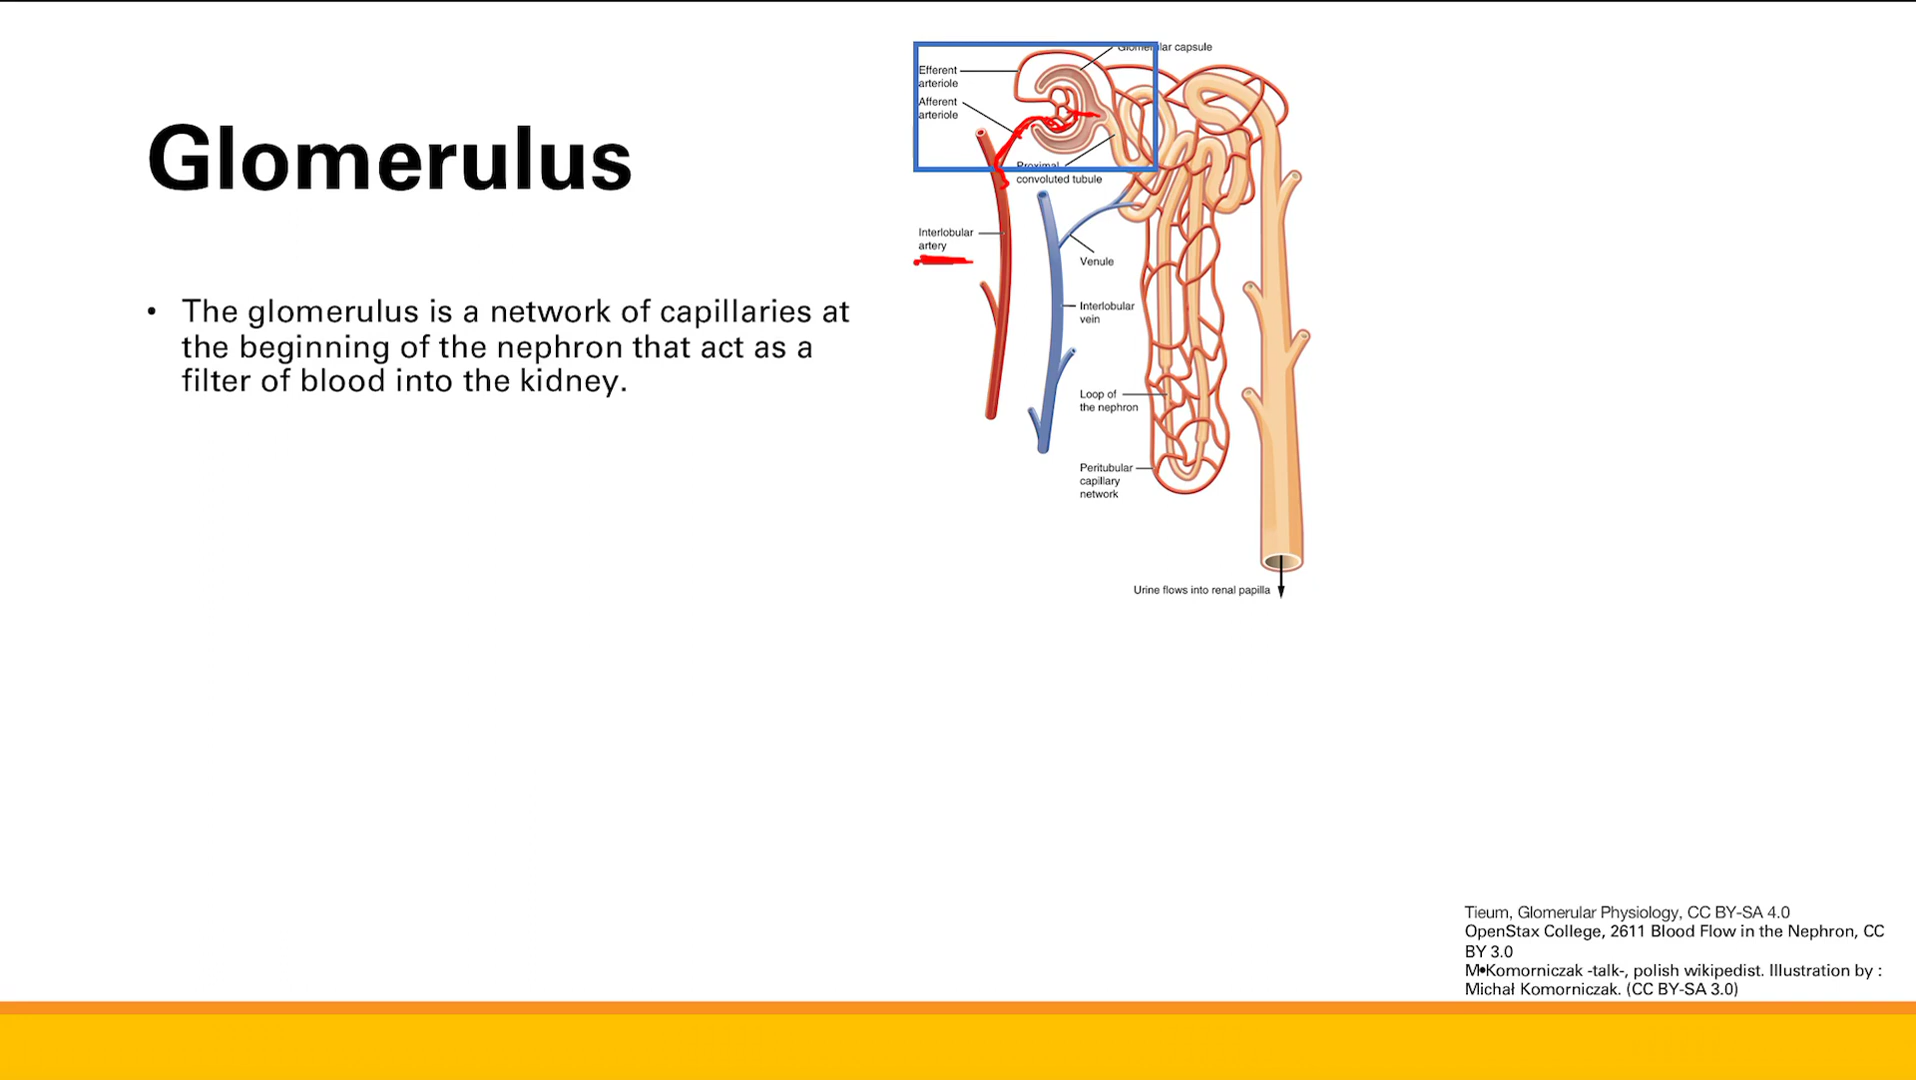 Glomerulus
• The glomerulus is a network of capillaries at
the beginning of the nephron that act as a
filter of blood into the kidney.
Glomerular capsule
Efferent
arteriole
Afferent
arteriole
Proximal
convoluted tubule
Interlobular
artery
Venule
Interlobular
vein
Loop of
the nephron
Peritubular
capillary
network
Urine flows into renal papilla
Tieum, Glomerular Physiology, CC BY-SA 4.0
OpenStax College, 2611 Blood Flow in the Nephron, CC
BY 3.0
M•Komorniczak -talk-, polish wikipedist. Illustration by :
Michał Komorniczak. (CC BY-SA 3.0)